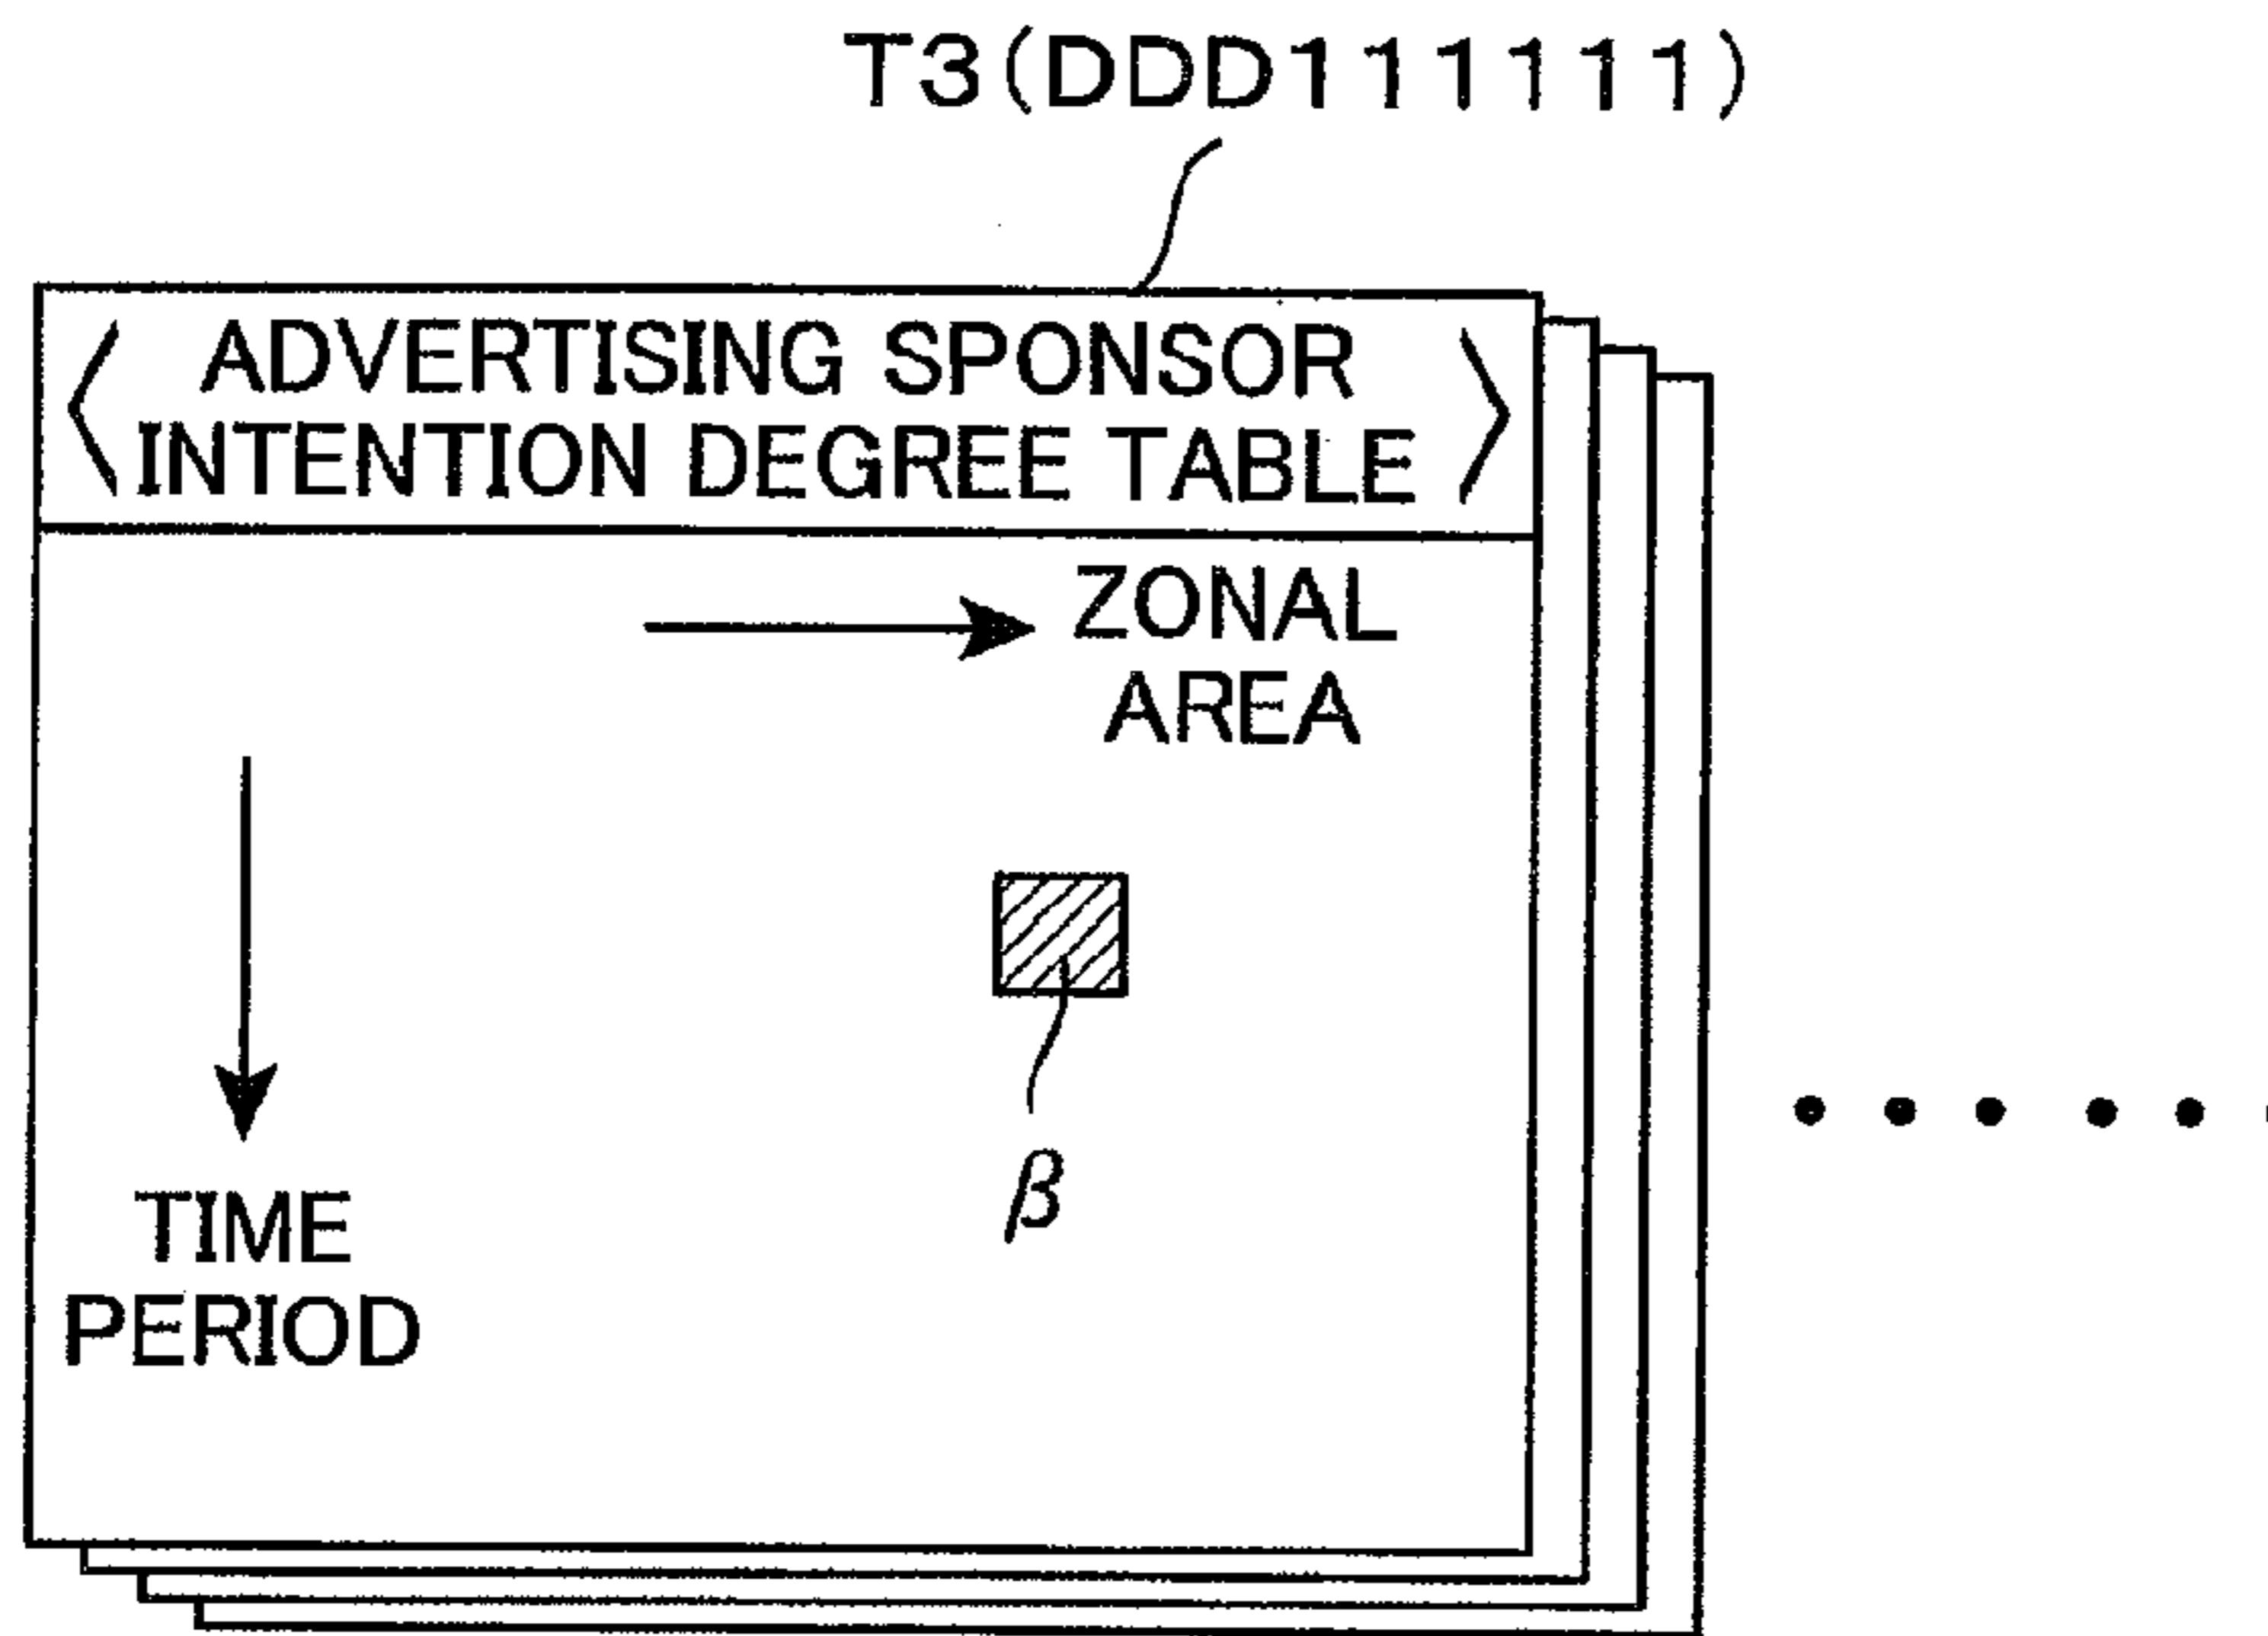 T3(DDD111111)
〈 ADVERTISING SPONSOR
INTENTION DEGREE TABLE 〉
ZONAL
AREA
β
TIME
PERIOD